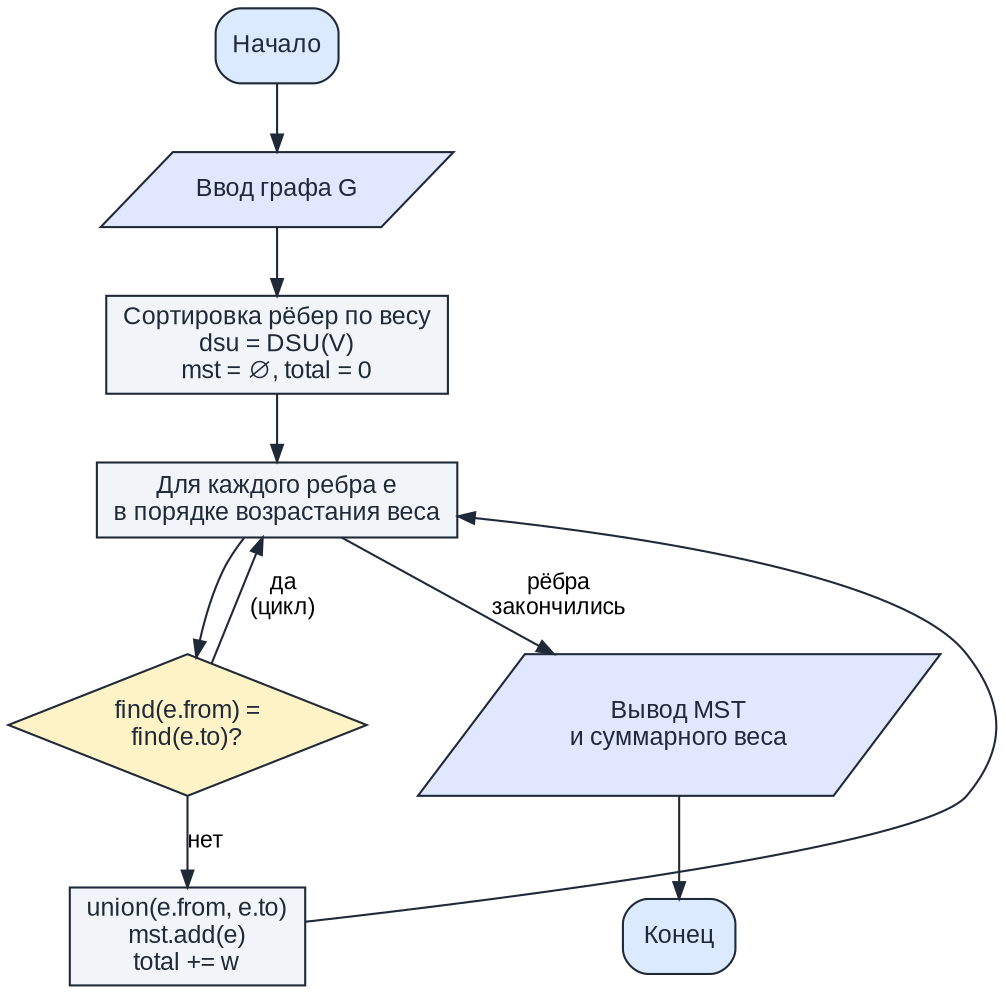 Начало
Ввод графа G
Сортировка рёбер по весу
dsu = DSU(V)
mst = ∅, total = 0
Для каждого ребра e
в порядке возрастания веса
да
(цикл)
рёбра
закончились
find(e.from) =
find(e.to)?
Вывод MST
и суммарного веса
нет
union(e.from, e.to)
mst.add(e)
total += w
Конец